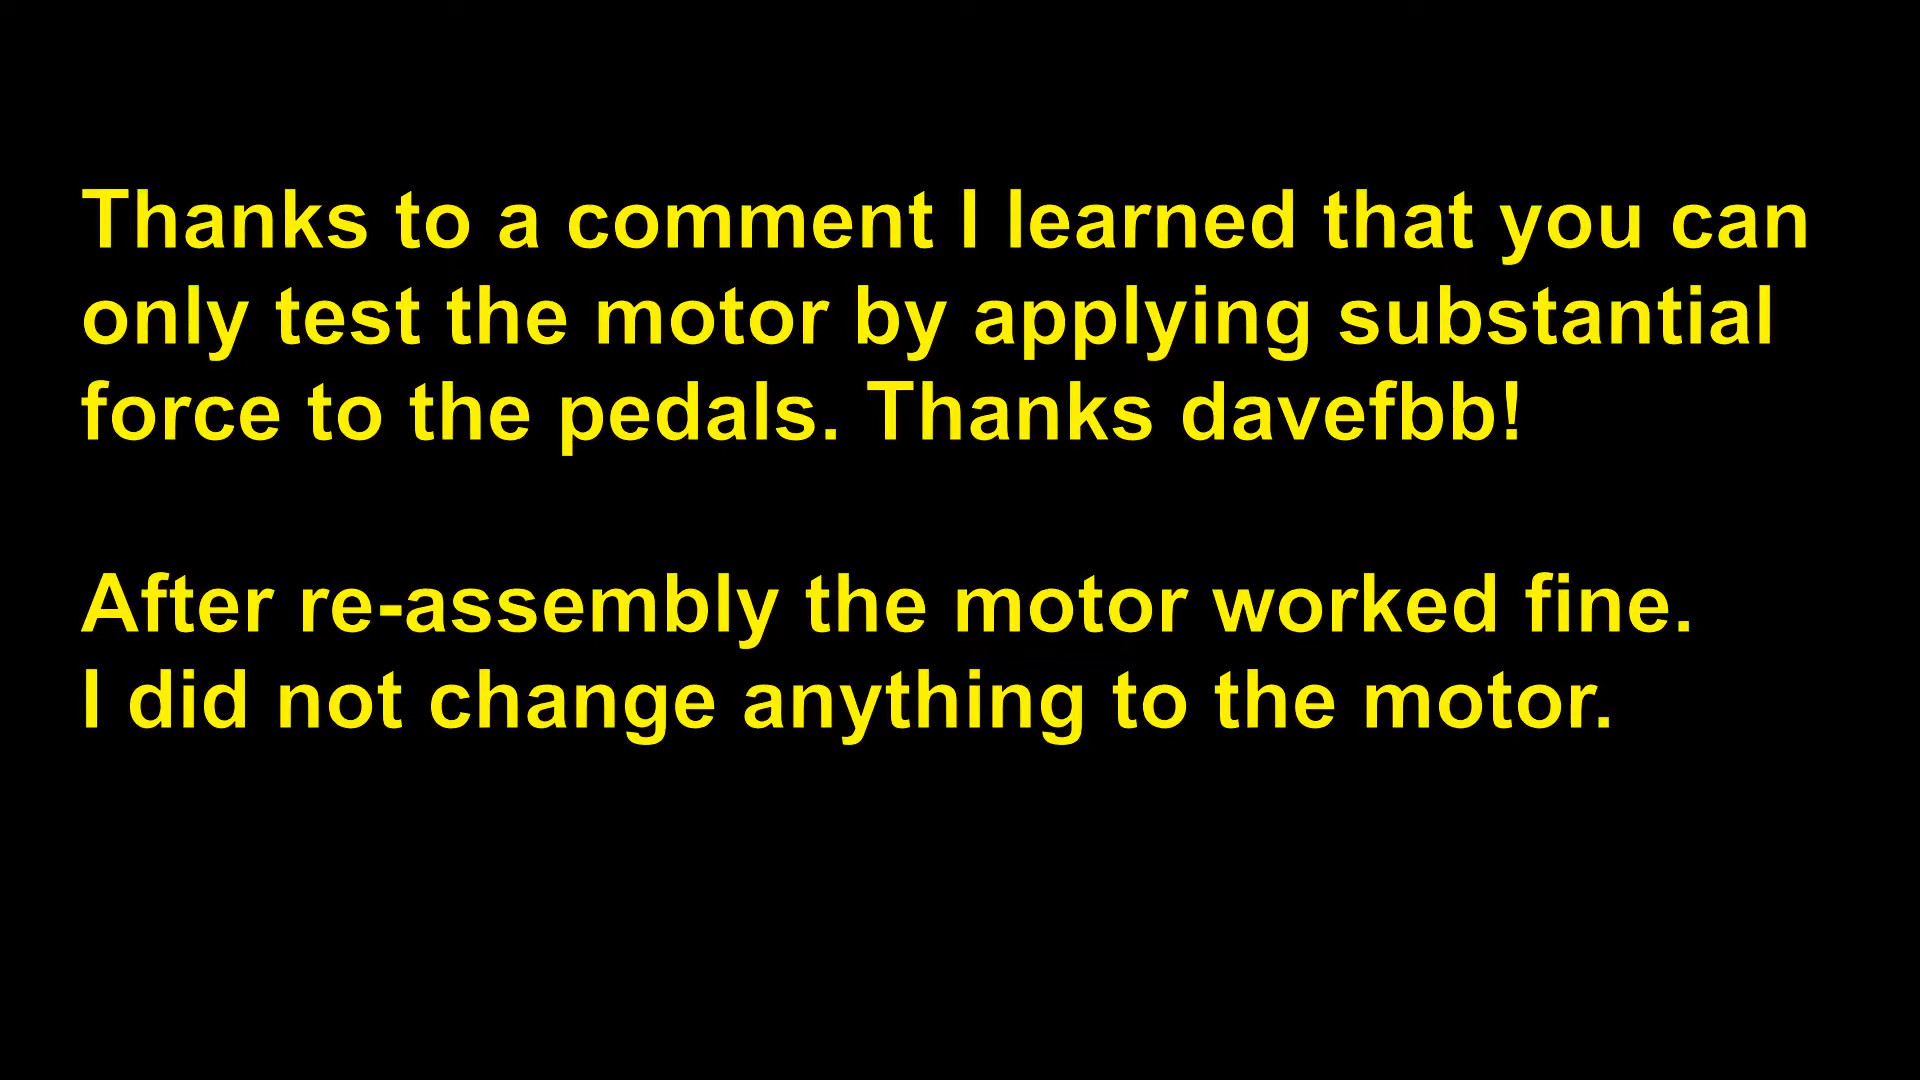 Thanks to a comment I learned that you can
only test the motor by applying substantial
force to the pedals. Thanks davefbb!
After re-assembly the motor worked fine.
I did not change anything to the motor.